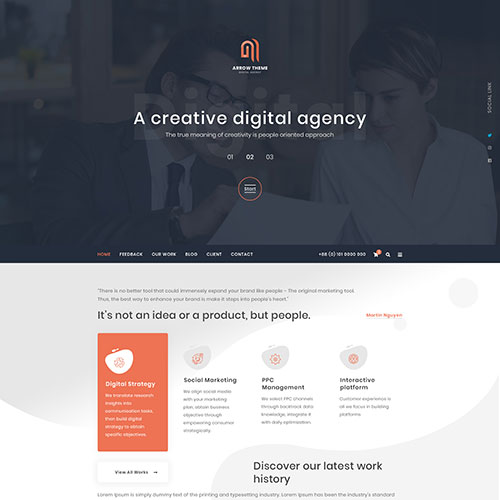 ARROW THEME
DIGITAL AGENCY
Digital
A creative digital agency
The true meaning of creativity is people oriented approach
01 02 03
Start
SOCIAL LINK
HOME FEEDBACK OUR WORK BLOG CLIENT CONTACT +88 (0) 101 0000 000
"There is no better tool that could immensely expand your brand like people - The original marketing tool.
Thus, the best way to enhance your brand is make it steps into people's heart."
It's not an idea or a product, but people.
Martin Nguyen
Digital Strategy
We translate research
insights into
communication tasks,
then build digital
strategy to obtain
specific objectives.
Social Marketing
We align social media
with your marketing
plan, obtain business
objective through
empowering consumer
strategically.
PPC
Management
We select PPC channels
through backtrack data
knowledge, integrate it
with daily optimisation.
Interactive
platform
Customer experience is
all we focus in building
platforms.
View All Works
Discover our latest work
history
Lorem Ipsum is simply dummy text of the printing and typesetting industry. Lorem Ipsum has been the industry's standard